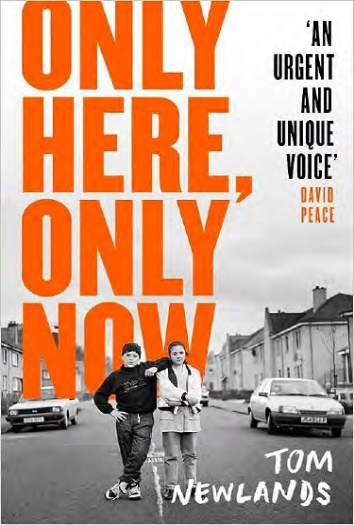 ONLY
HERE,
ONLY
NOW
'AN
URGENT
AND
UNIQUE
VOICE'
DAVID
PEACE
TOM
NEWLANDS